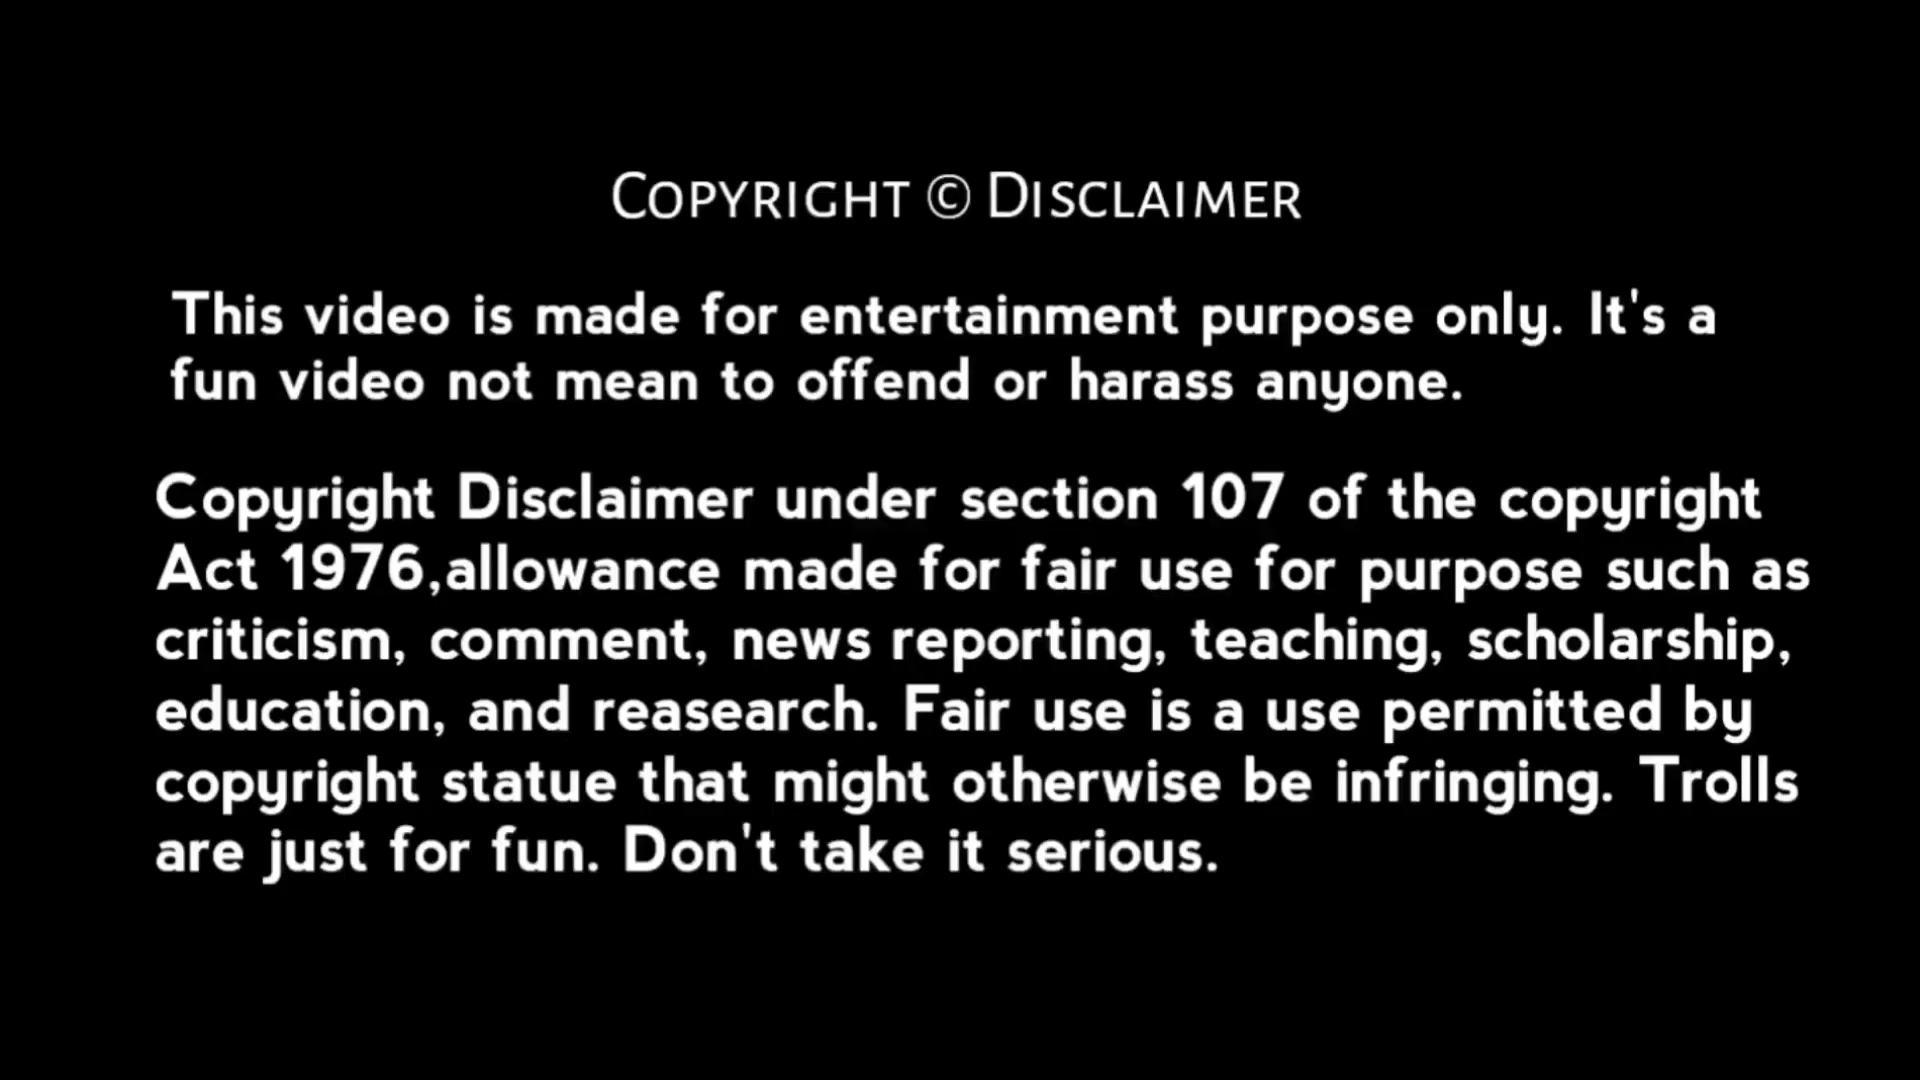 Copyright © Disclaimer
This video is made for entertainment purpose only. It's a
fun video not mean to offend or harass anyone.
Copyright Disclaimer under section 107 of the copyright
Act 1976,allowance made for fair use for purpose such as
criticism, comment, news reporting, teaching, scholarship,
education, and reasearch. Fair use is a use permitted by
copyright statue that might otherwise be infringing. Trolls
are just for fun. Don't take it serious.